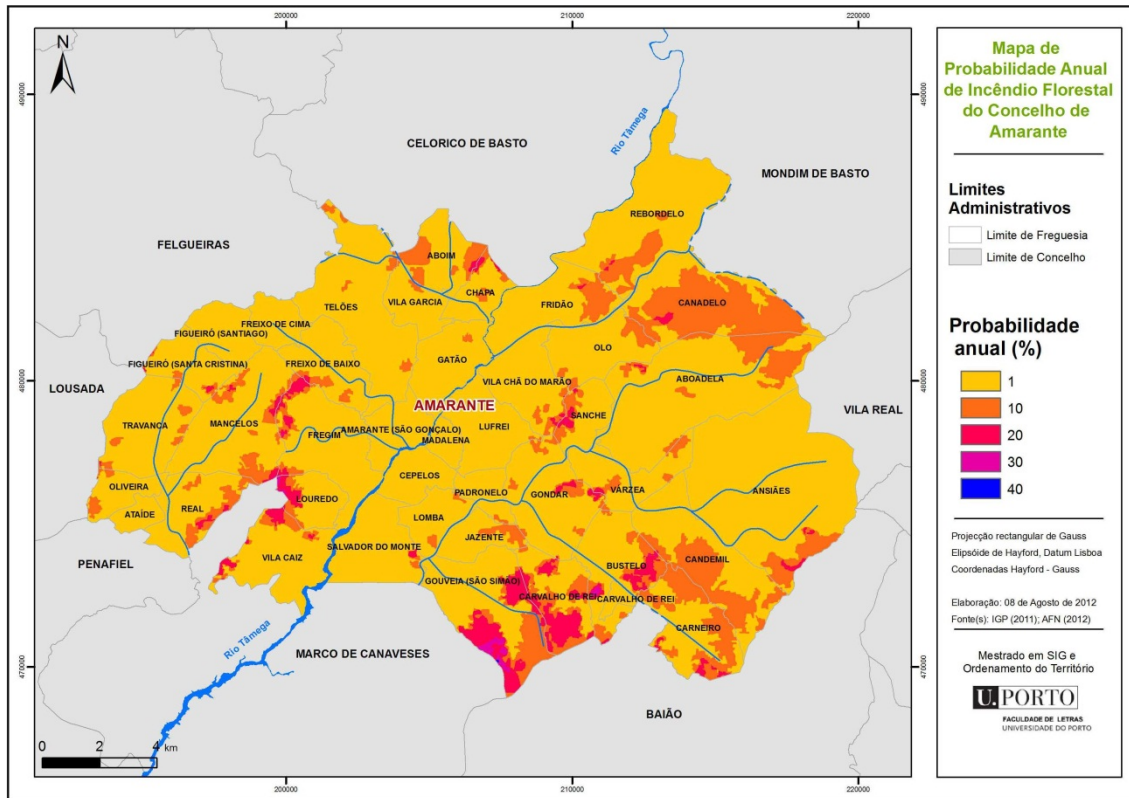 200000
210000
220000
N
490000
490000
Rio Tâmega
CELORICO DE BASTO
MONDIM DE BASTO
REBORDELO
FELGUEIRAS
ABOIM
CHAPA
CANADELO
VILA GARCIA
FRIDÃO
TELÕES
FREIXO DE CIMA
FIGUEIRÓ (SANTIAGO)
OLO
GATÃO
FIGUEIRÓ (SANTA CRISTINA)
FREIXO DE BAIXO
480000
480000
LOUSADA
VILA CHÃ DO MARÃO
ABOADELA
AMARANTE
VILA REAL
SANCHE
TRAVANCA
MANCELOS
FREGIM
AMARANTE (SÃO GONÇALO)
LUFREI
MADALENA
CEPELOS
OLIVEIRA
PADRONELO
GONDAR
VÁRZEA
ANSIÃES
LOUREDO
REAL
ATAÍDE
LOMBA
JAZENTE
SALVADOR DO MONTE
VILA CAIZ
PENAFIEL
BUSTELO
CANDEMIL
GOUVEIA (SÃO SIMÃO)
CARVALHO DE REI
CARVALHO DE REI
CARNEIRO
Rio Tâmega
MARCO DE CANAVESES
470000
470000
BAIÃO
0 2 4 km
200000
210000
220000
Mapa de
Probabilidade Anual
de Incêndio Florestal
do Concelho de
Amarante
Limites
Administrativos
Limite de Freguesia
Limite de Concelho
Probabilidade
anual (%)
1
10
20
30
40
Projecção rectangular de Gauss
Elipsóide de Hayford, Datum Lisboa
Coordenadas Hayford - Gauss
Elaboração: 08 de Agosto de 2012
Fonte(s): IGP (2011); AFN (2012)
Mestrado em SIG e
Ordenamento do Território
U. PORTO
FACULDADE DE LETRAS
UNIVERSIDADE DO PORTO